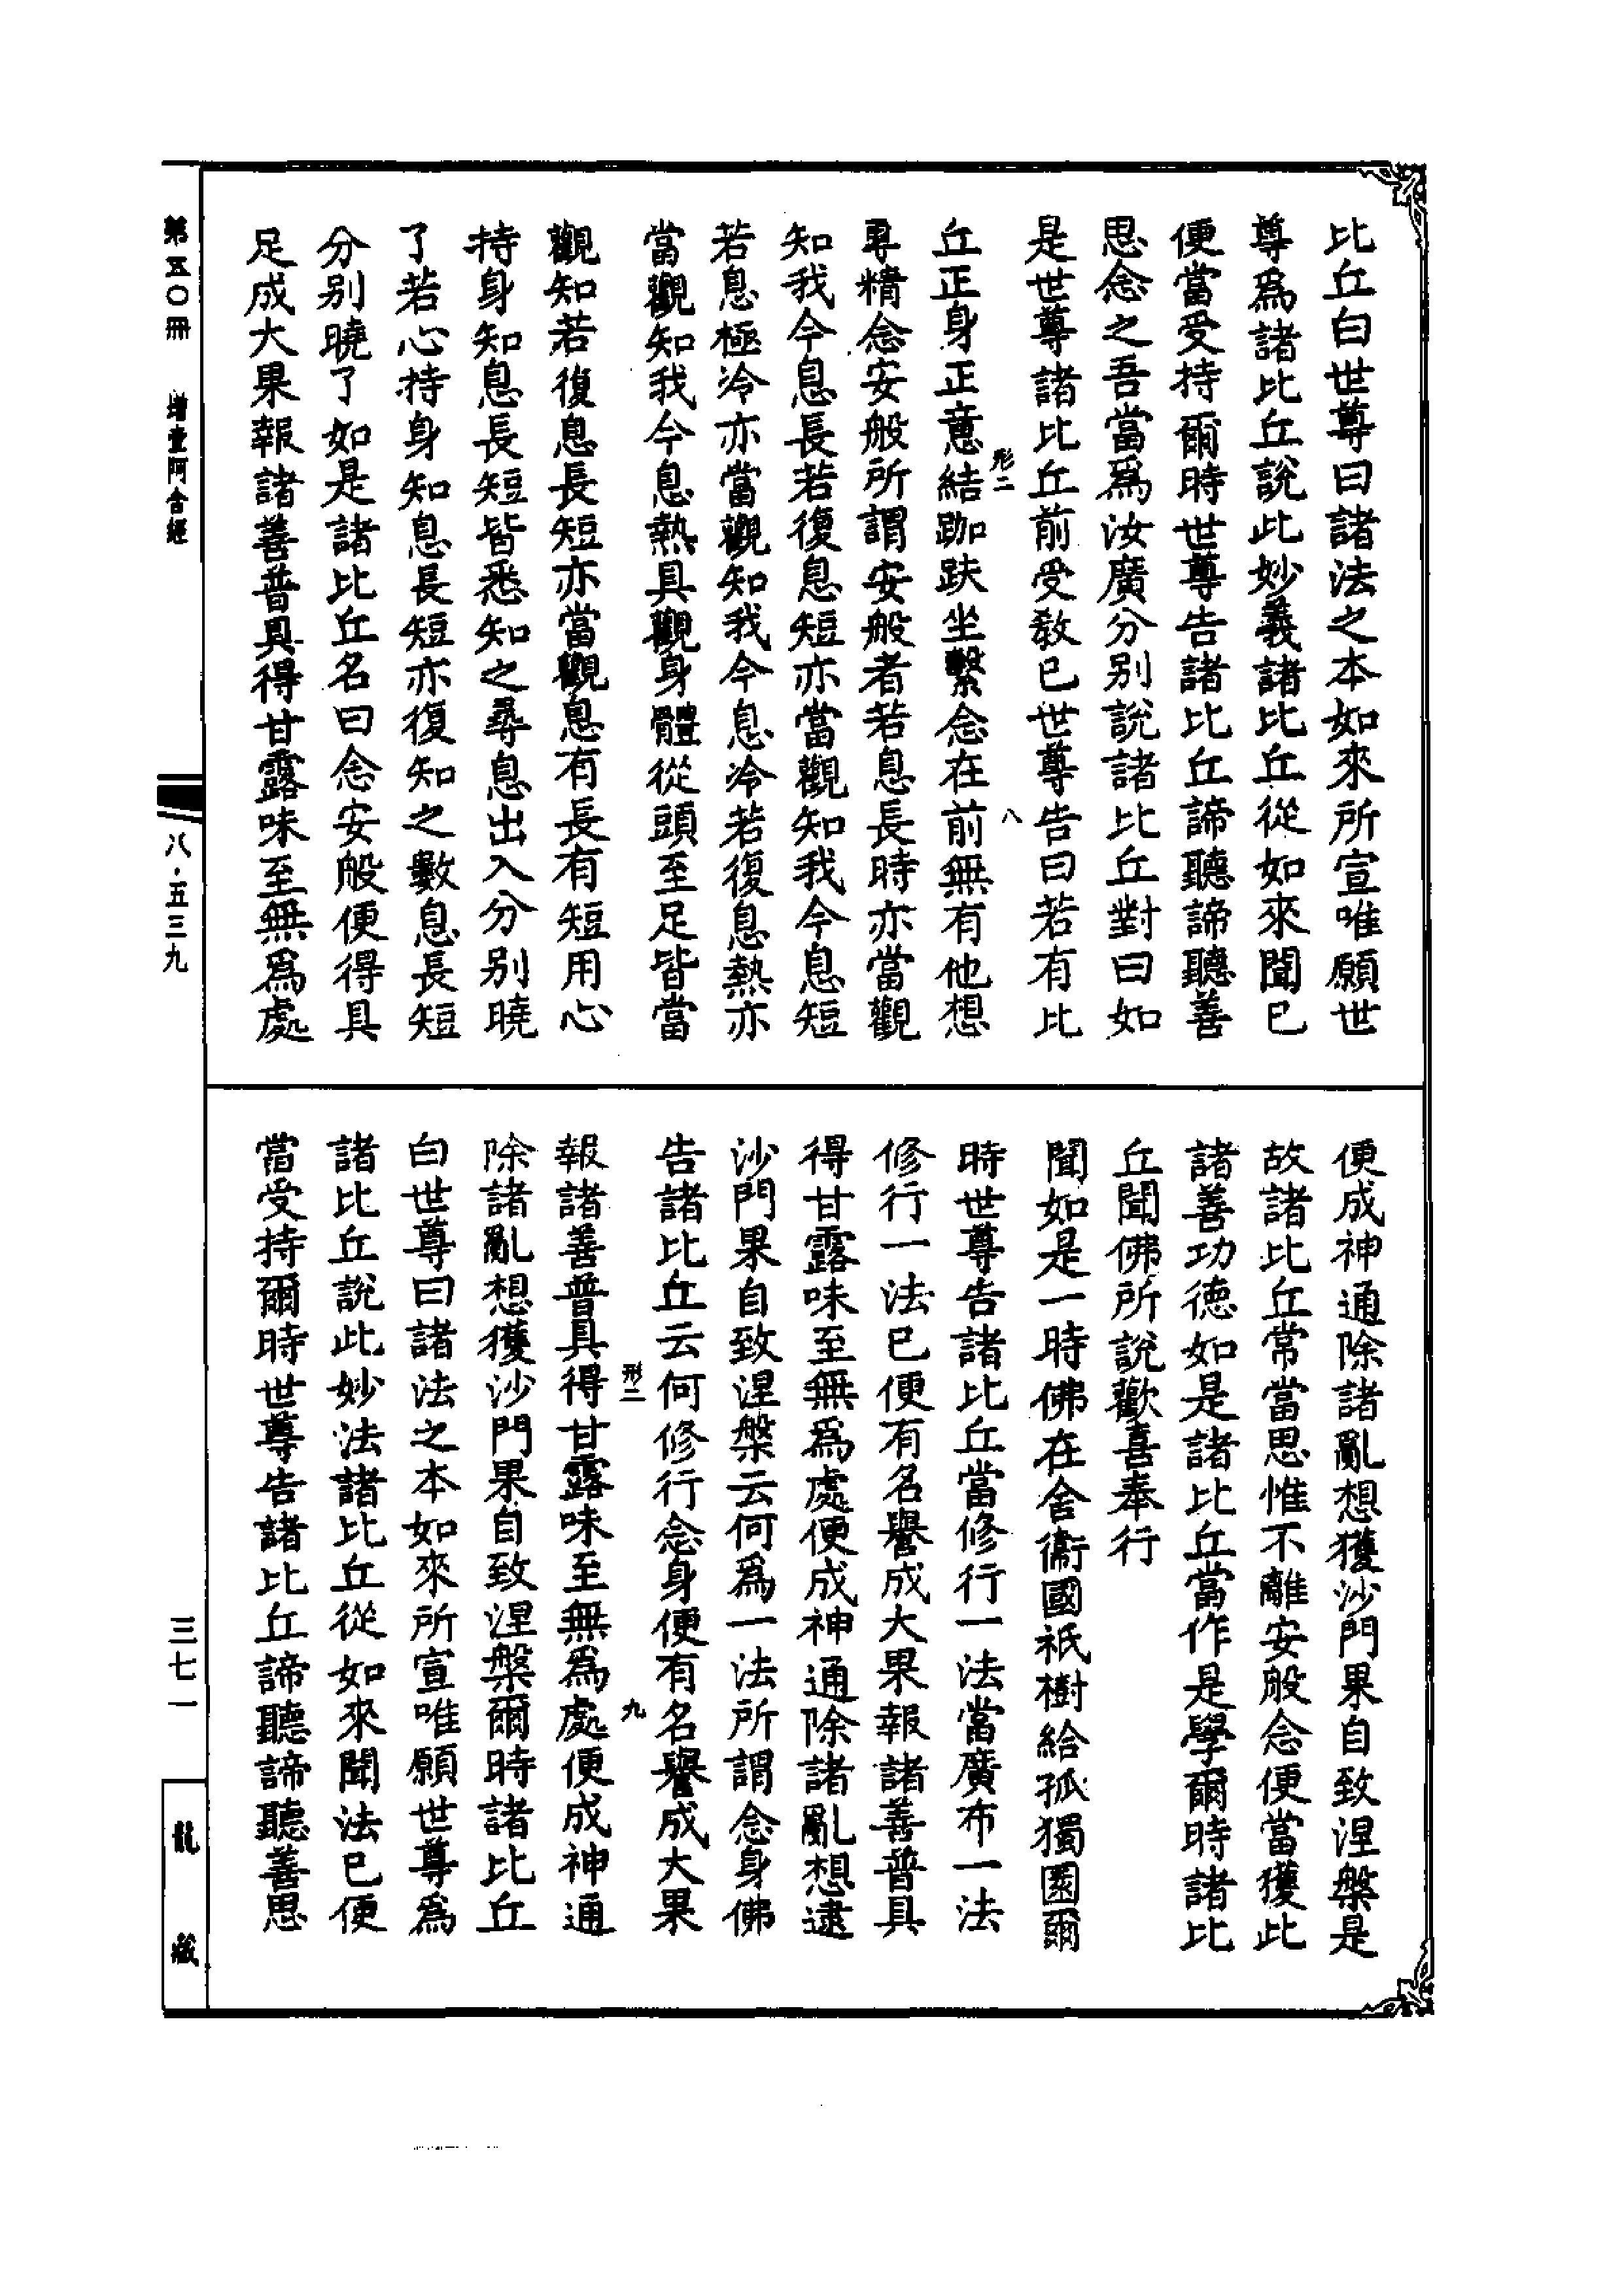 比丘白世尊曰諸法之本如來所宣唯願世
尊爲諸比丘說此妙義諸比丘從如來聞已
便當受持爾時世尊告諸比丘諦聽諦聽善
思念之吾當爲汝廣分別說諸比丘對曰如
是世尊諸比丘前受敎已世尊告曰若有比
形二 八
丘正身正意結跏趺坐繫念在前無有他想
專精念安般所謂安般者若息長時亦當觀
知我今息長若復息短亦當觀知我今息短
若息極冷亦當觀知我今息冷若復息熱亦
當觀知我今息熱具觀身體從頭至足皆當
觀知若復息長短亦當觀息有長有短用心
持身知息長短皆悉知之尋息出入分別曉
了若心持身知息長短亦復知之數息長短
分別曉了如是諸比丘名曰念安般便得具
足成大果報諸善普具得甘露味至無爲處
便成神通除諸亂想獲沙門果自致涅槃是
故諸比丘常當思惟不離安般念便當獲此
諸善功德如是諸比丘當作是學爾時諸比
丘聞佛所說歡喜奉行
聞如是一時佛在舍衞國祇樹給孤獨園爾
時世尊告諸比丘當修行一法當廣布一法
修行一法已便有名譽成大果報諸善普具
得甘露味至無爲處便成神通除諸亂想逮
沙門果自致涅槃云何爲一法所謂念身佛
告諸比丘云何修行念身便有名譽成大果
形二 九
報諸善普具得甘露味至無爲處便成神通
除諸亂想獲沙門果自致涅槃爾時諸比丘
白世尊曰諸法之本如來所宣唯願世尊爲
諸比丘說此妙法諸比丘從如來聞法已便
當受持爾時世尊告諸比丘諦聽諦聽善思
第五〇冊 增壹阿含經
八·五三九
三七一
龍藏